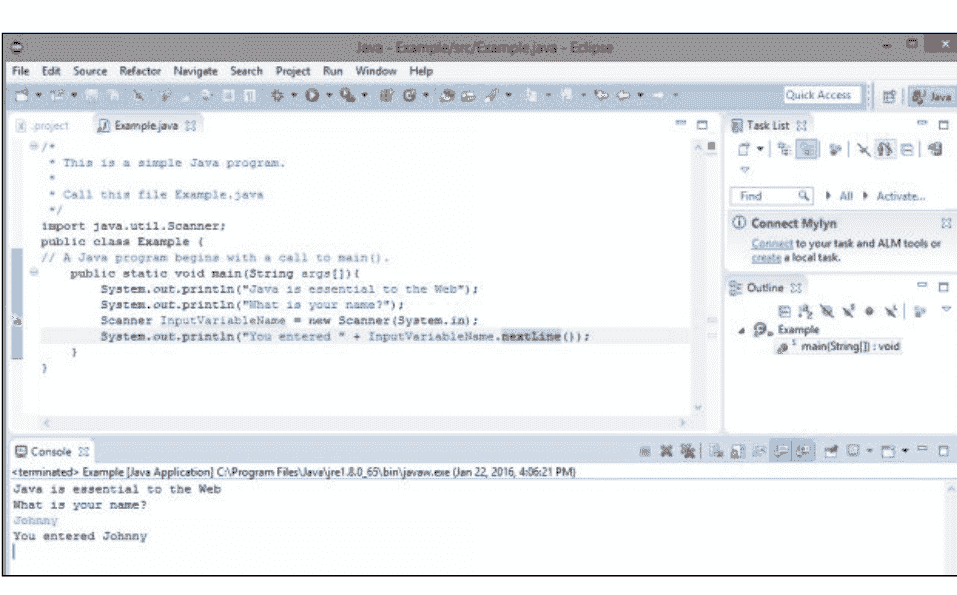 Java - Example/src/Example.java - Eclipse
File Edit Source Refactor Navigate Search Project Run Window Help
Quick Access
Java
.project
Example.java
/*
* This is a simple Java program.
*
* Call this file Example.java
*/
import java.util.Scanner;
public class Example {
// A Java program begins with a call to main().
public static void main(String args[]){
System.out.println("Java is essential to the Web");
System.out.println("What is your name?");
Scanner InputVariableName = new Scanner(System.in);
System.out.println("You entered " + InputVariableName.nextLine());
}
}
Task List
Find
All
Activate...
Connect Mylyn
Connect to your task and ALM tools or
create a local task.
Outline
Example
S main(String[]) : void
Console
<terminated> Example [Java Application] C:\Program Files\Java\jre1.8.0_65\bin\javaw.exe (Jan 22, 2016, 4:06:21 PM)
Java is essential to the Web
What is your name?
Johnny
You entered Johnny